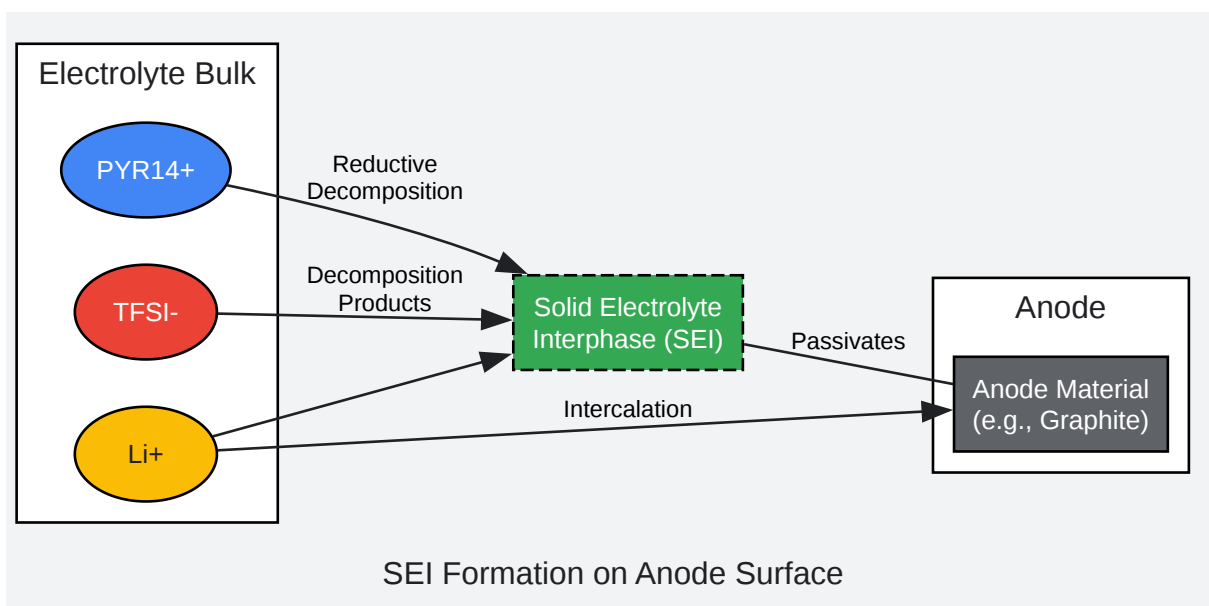 Electrolyte Bulk
PYR14+
Reductive
Decomposition
TFSI-
Decomposition
Products
Solid Electrolyte
Interphase (SEI)
Passivates
Anode
Anode Material
(e.g., Graphite)
Intercalation
Li+
SEI Formation on Anode Surface